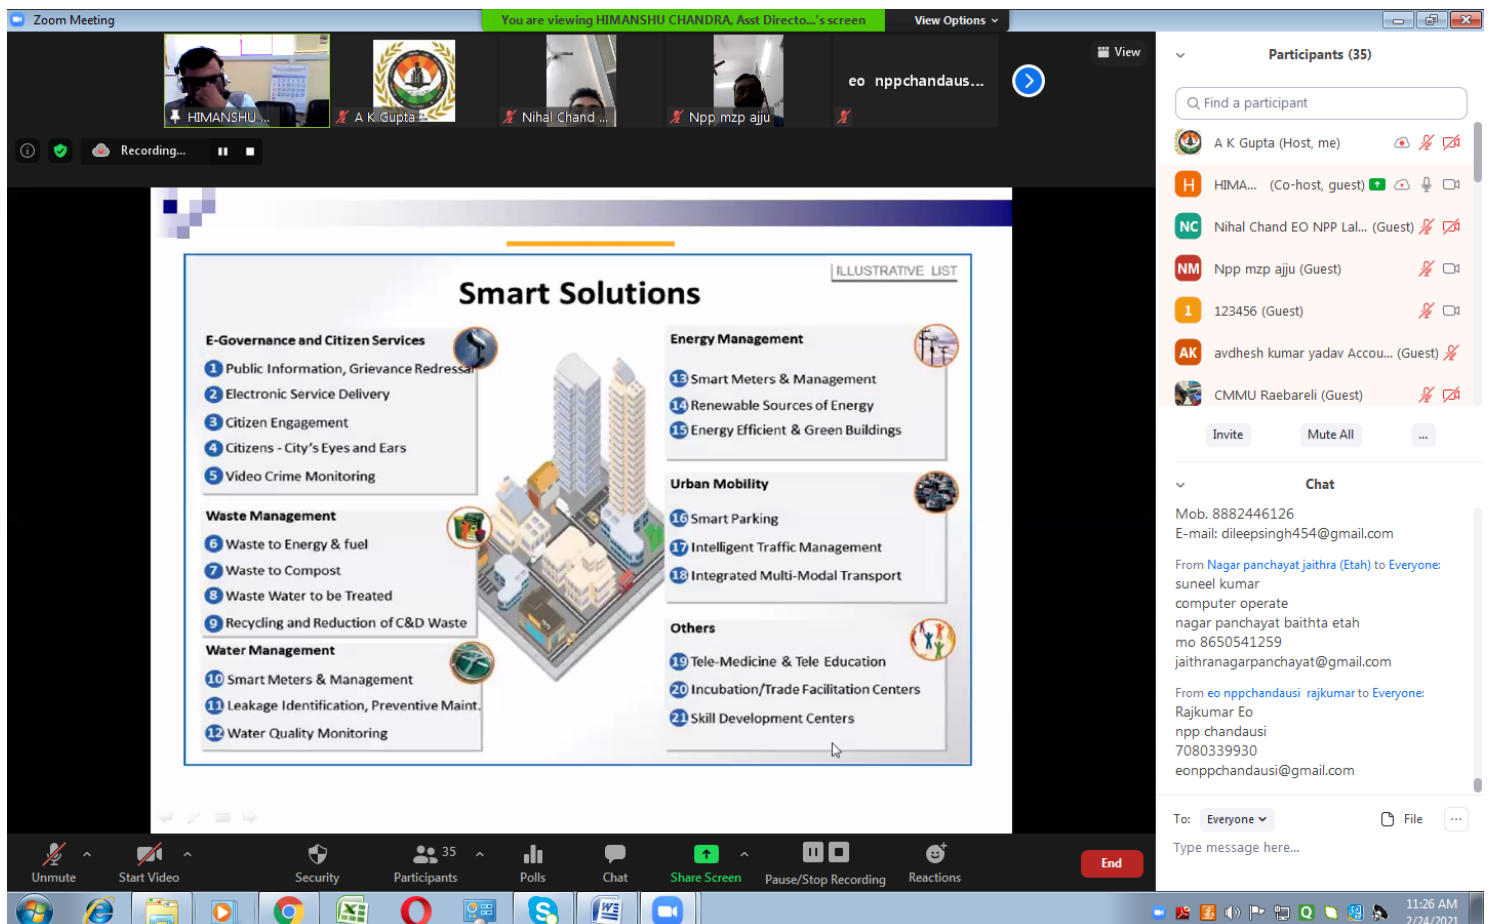 Zoom Meeting
You are viewing HIMANSHU CHANDRA, Asst Directo...'s screen
View Options
HIMANSHU ...
A K Gupta
Nihal Chand ...
Npp mzp ajju
eo nppchandaus...
View
Recording...
ILLUSTRATIVE LIST
Smart Solutions
E-Governance and Citizen Services
1 Public Information, Grievance Redressal
2 Electronic Service Delivery
3 Citizen Engagement
4 Citizens - City's Eyes and Ears
5 Video Crime Monitoring
Waste Management
6 Waste to Energy & fuel
7 Waste to Compost
8 Waste Water to be Treated
9 Recycling and Reduction of C&D Waste
Water Management
10 Smart Meters & Management
11 Leakage Identification, Preventive Maint.
12 Water Quality Monitoring
Energy Management
13 Smart Meters & Management
14 Renewable Sources of Energy
15 Energy Efficient & Green Buildings
Urban Mobility
16 Smart Parking
17 Intelligent Traffic Management
18 Integrated Multi-Modal Transport
Others
19 Tele-Medicine & Tele Education
20 Incubation/Trade Facilitation Centers
21 Skill Development Centers
Participants (35)
Find a participant
A K Gupta (Host, me)
H HIMA... (Co-host, guest)
NC Nihal Chand EO NPP Lal... (Guest)
NM Npp mzp ajju (Guest)
1 123456 (Guest)
AK avdhesh kumar yadav Accou... (Guest)
CMMU Raebareli (Guest)
Invite
Mute All
...
Chat
Mob. 8882446126
E-mail: dileepsingh454@gmail.com
From Nagar panchayat jaithra (Etah) to Everyone:
suneel kumar
computer operate
nagar panchayat baithta etah
mo 8650541259
jaithranagarpanchayat@gmail.com
From eo nppchandausi rajkumar to Everyone:
Rajkumar Eo
npp chandausi
7080339930
eonppchandausi@gmail.com
To: Everyone
File
...
Type message here...
Unmute
Start Video
Security
35
Participants
Polls
Chat
Share Screen
Pause/Stop Recording
Reactions
End
11:26 AM
2/24/2021